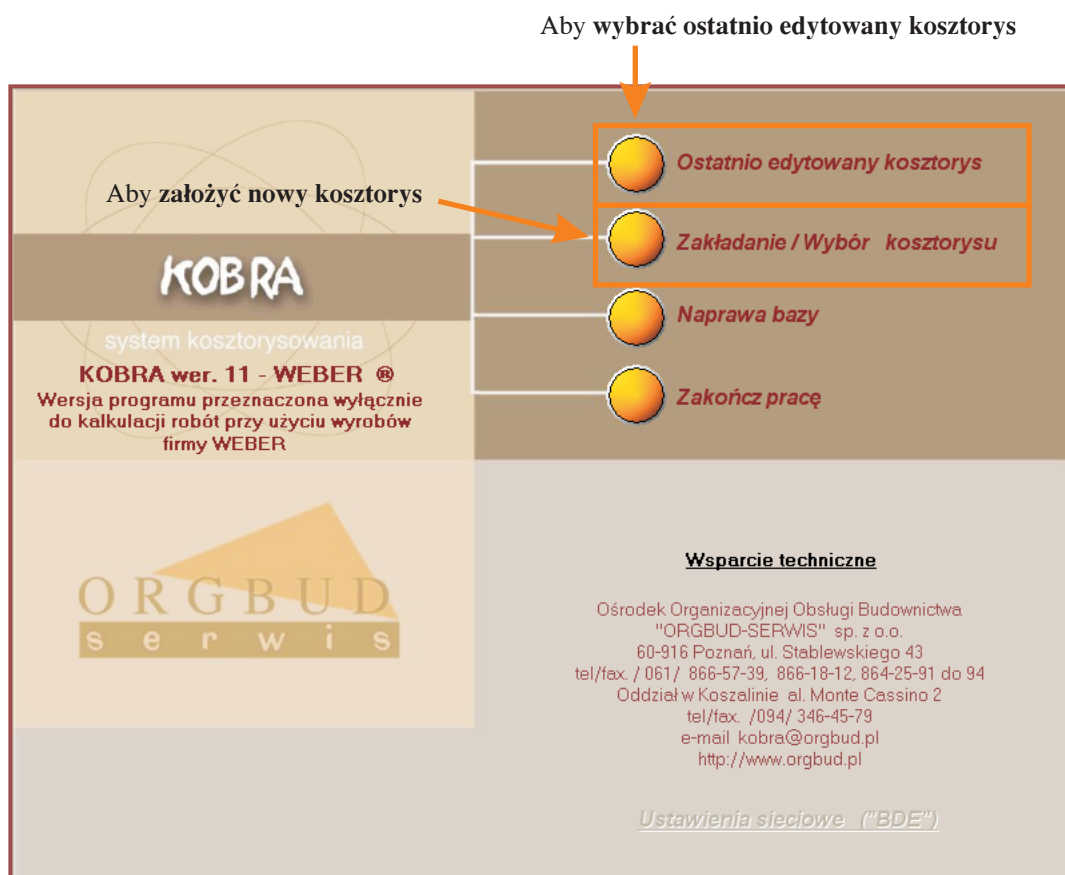 Aby wybrać ostatnio edytowany kosztorys
Ostatnio edytowany kosztorys
Aby założyć nowy kosztorys
Zakładanie / Wybór kosztorysu
KOBRA
Naprawa bazy
system kosztorysowania
KOBRA wer. 11 - WEBER ®
Zakończ pracę
Wersja programu przeznaczona wyłącznie
do kalkulacji robót przy użyciu wyrobów
firmy WEBER
ORGBUD
serwis
Wsparcie techniczne
Ośrodek Organizacyjnej Obsługi Budownictwa
"ORGBUD-SERWIS" sp. z o.o.
60-916 Poznań, ul. Stablewskiego 43
tel/fax. / 061/ 866-57-39, 866-18-12, 864-25-91 do 94
Oddział w Koszalinie al. Monte Cassino 2
tel/fax. /094/ 346-45-79
e-mail kobra@orgbud.pl
http://www.orgbud.pl
Ustawienia sieciowe ("BDE")